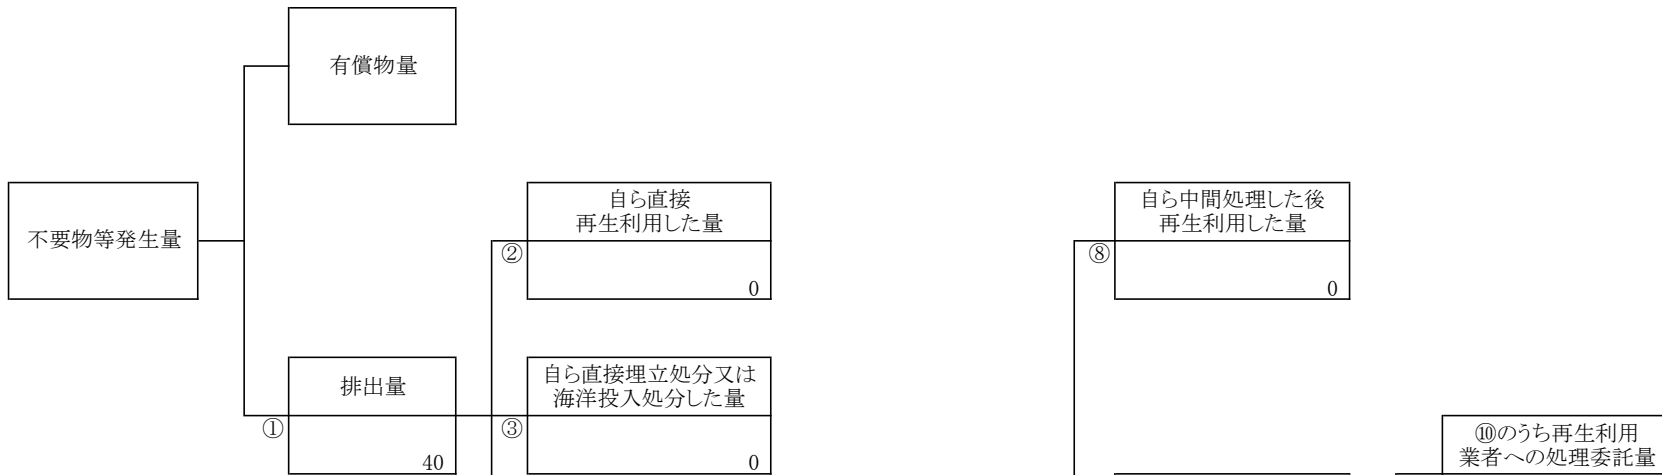 有償物量
不要物等発生量
自ら直接
再生利用した量
②
0
自ら中間処理した後
再生利用した量
⑧
0
排出量
①
40
自ら直接埋立処分又は
海洋投入処分した量
③
0
⑩のうち再生利用
業者への処理委託量